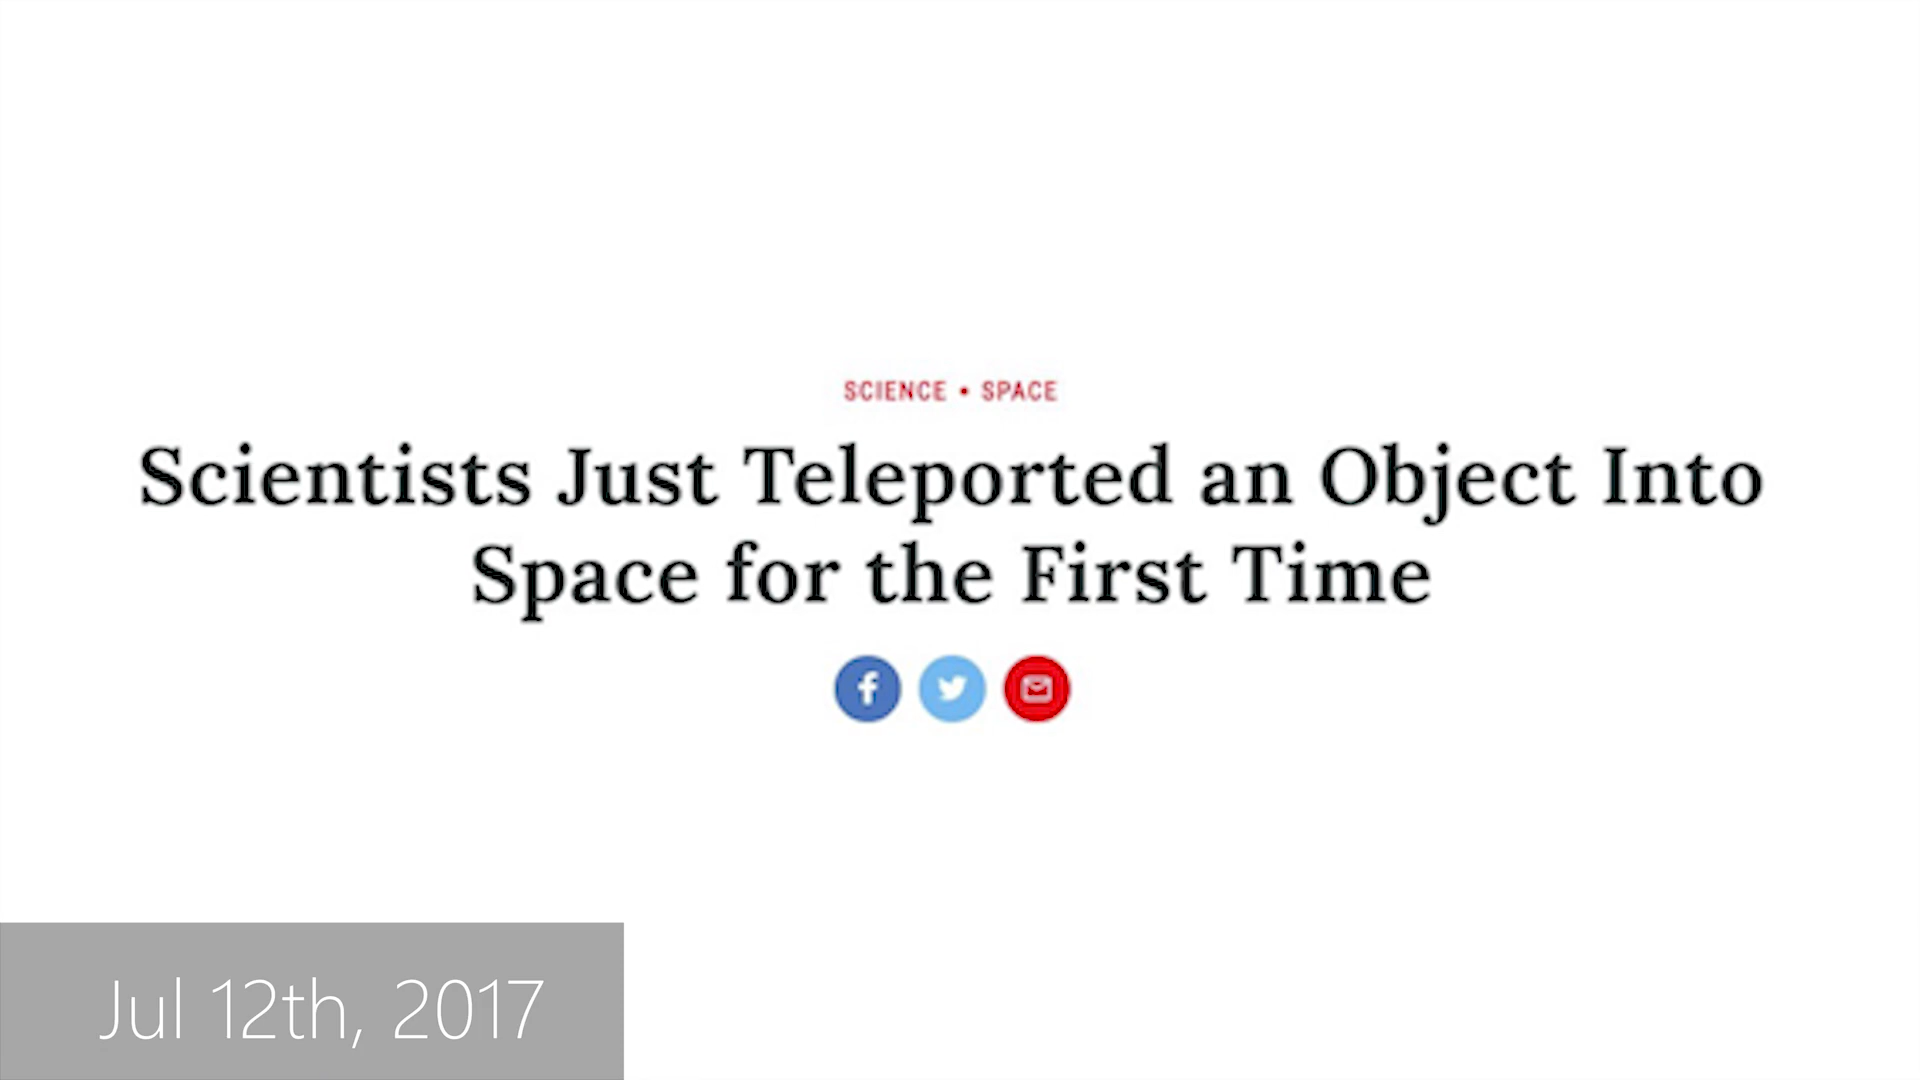 SCIENCE • SPACE
Scientists Just Teleported an Object Into
Space for the First Time
Jul 12th, 2017